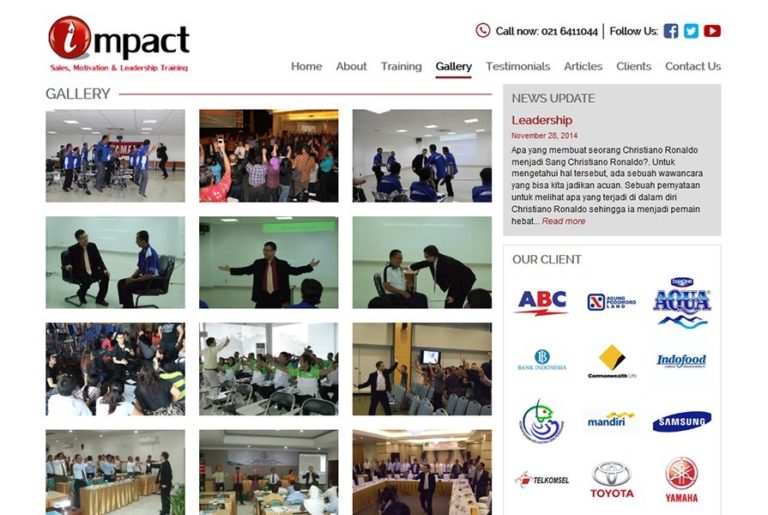 impact
Sales, Motivation & Leadership Training
Call now: 021 6411044 | Follow Us:
Home About Training Gallery Testimonials Articles Clients Contact Us
GALLERY
NEWS UPDATE
Leadership
November 28, 2014
Apa yang membuat seorang Christiano Ronaldo
menjadi Sang Christiano Ronaldo?. Untuk
mengetahui hal tersebut, ada sebuah wawancara
yang bisa kita jadikan acuan. Sebuah pernyataan
untuk melihat apa yang terjadi di dalam diri
Christiano Ronaldo sehingga ia menjadi pemain
hebat... Read more
OUR CLIENT
ABC
AGUNG
PODOMORO
LAND
DANONE
AQUA
BANK INDONESIA
CommonwealthLife
Indofood
mandiri
SAMSUNG
TELKOMSEL
TOYOTA
YAMAHA